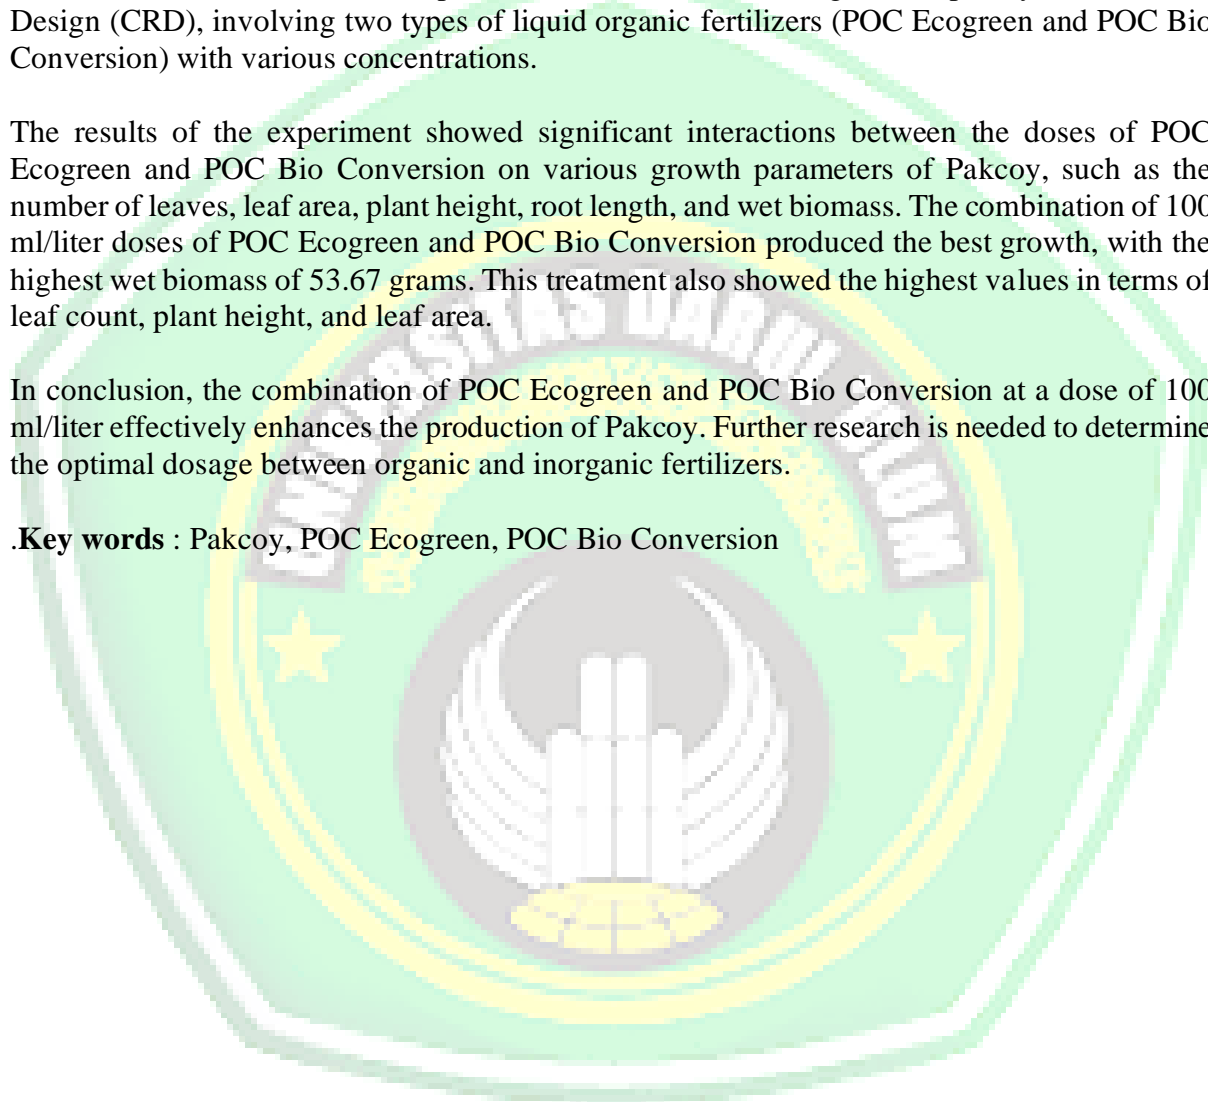 Design (CRD), involving two types of liquid organic fertilizers (POC Ecogreen and POC Bio
Conversion) with various concentrations.
The results of the experiment showed significant interactions between the doses of POC
Ecogreen and POC Bio Conversion on various growth parameters of Pakcoy, such as the
number of leaves, leaf area, plant height, root length, and wet biomass. The combination of 100
ml/liter doses of POC Ecogreen and POC Bio Conversion produced the best growth, with the
highest wet biomass of 53.67 grams. This treatment also showed the highest values in terms of
leaf count, plant height, and leaf area.
In conclusion, the combination of POC Ecogreen and POC Bio Conversion at a dose of 100
ml/liter effectively enhances the production of Pakcoy. Further research is needed to determine
the optimal dosage between organic and inorganic fertilizers.
.Key words : Pakcoy, POC Ecogreen, POC Bio Conversion
UNIVERSITAS DARUL ULUM